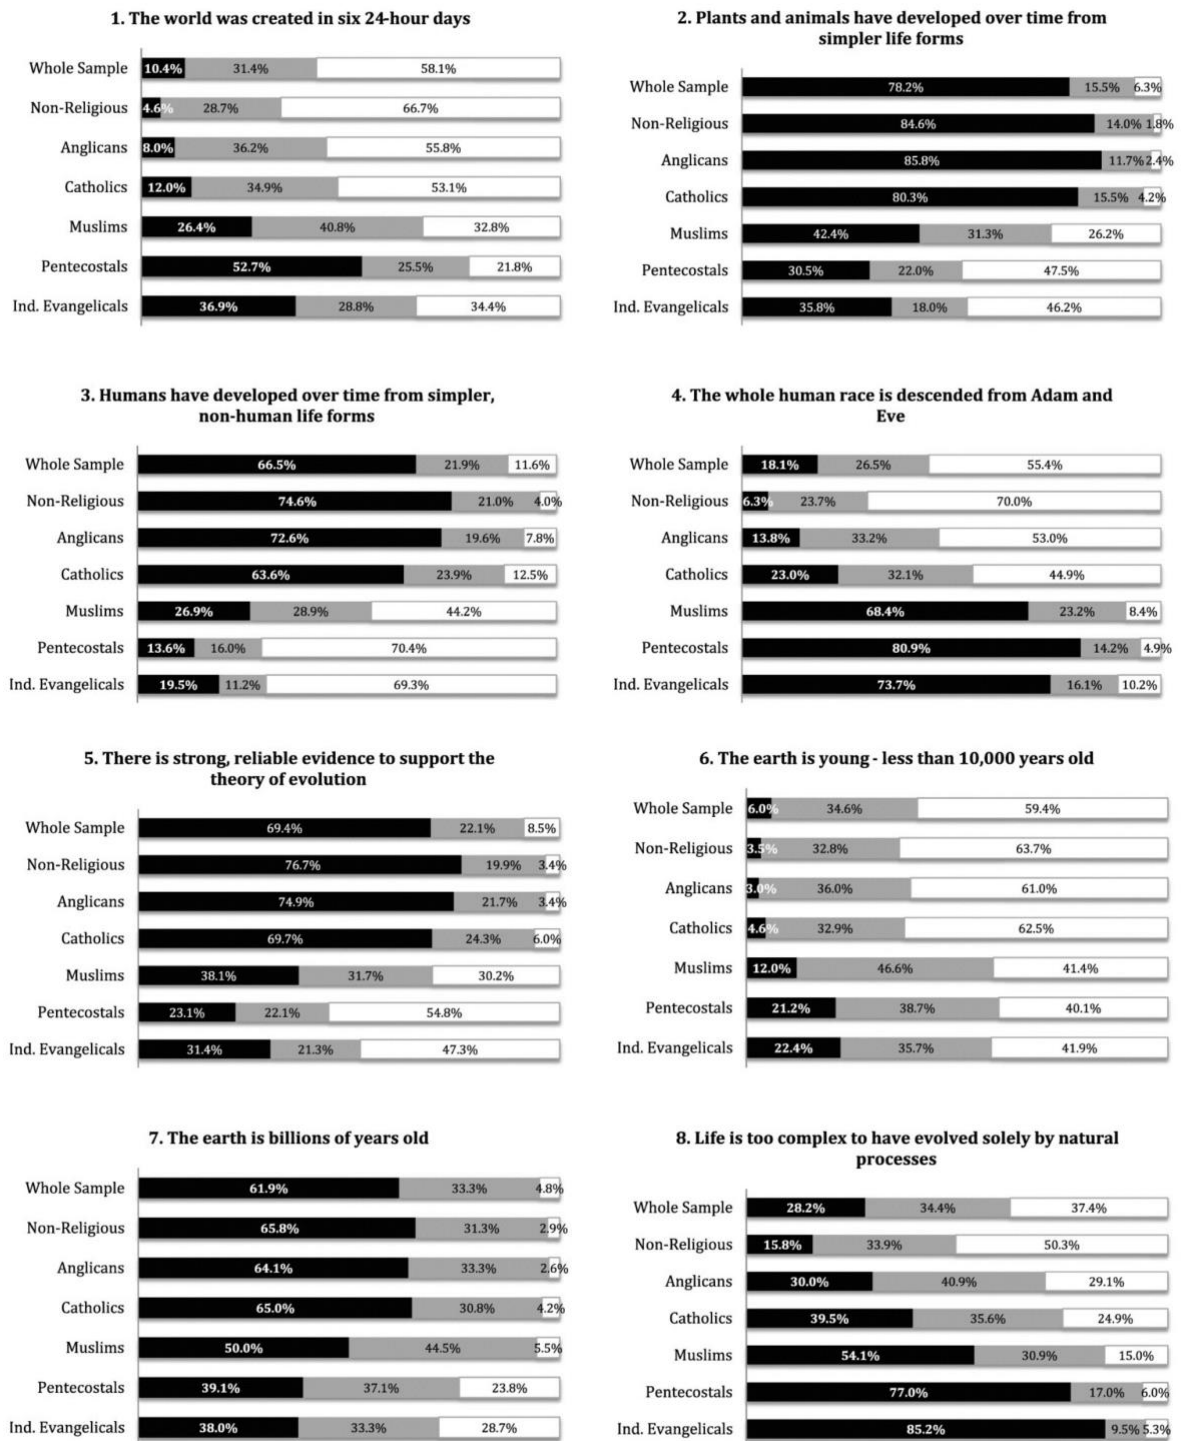 1. The world was created in six 24-hour days
Whole Sample 10.4% 31.4% 58.1%
Non-Religious 4.6% 28.7% 66.7%
Anglicans 8.0% 36.2% 55.8%
Catholics 12.0% 34.9% 53.1%
Muslims 26.4% 40.8% 32.8%
Pentecostals 52.7% 25.5% 21.8%
Ind. Evangelicals 36.9% 28.8% 34.4%
2. Plants and animals have developed over time from
simpler life forms
Whole Sample 78.2% 15.5% 6.3%
Non-Religious 84.6% 14.0% 1.8%
Anglicans 85.8% 11.7% 2.4%
Catholics 80.3% 15.5% 4.2%
Muslims 42.4% 31.3% 26.2%
Pentecostals 30.5% 22.0% 47.5%
Ind. Evangelicals 35.8% 18.0% 46.2%
3. Humans have developed over time from simpler,
non-human life forms
Whole Sample 66.5% 21.9% 11.6%
Non-Religious 74.6% 21.0% 4.0%
Anglicans 72.6% 19.6% 7.8%
Catholics 63.6% 23.9% 12.5%
Muslims 26.9% 28.9% 44.2%
Pentecostals 13.6% 16.0% 70.4%
Ind. Evangelicals 19.5% 11.2% 69.3%
4. The whole human race is descended from Adam and
Eve
Whole Sample 18.1% 26.5% 55.4%
Non-Religious 6.3% 23.7% 70.0%
Anglicans 13.8% 33.2% 53.0%
Catholics 23.0% 32.1% 44.9%
Muslims 68.4% 23.2% 8.4%
Pentecostals 80.9% 14.2% 4.9%
Ind. Evangelicals 73.7% 16.1% 10.2%
5. There is strong, reliable evidence to support the
theory of evolution
Whole Sample 69.4% 22.1% 8.5%
Non-Religious 76.7% 19.9% 3.4%
Anglicans 74.9% 21.7% 3.4%
Catholics 69.7% 24.3% 6.0%
Muslims 38.1% 31.7% 30.2%
Pentecostals 23.1% 22.1% 54.8%
Ind. Evangelicals 31.4% 21.3% 47.3%
6. The earth is young - less than 10,000 years old
Whole Sample 6.0% 34.6% 59.4%
Non-Religious 3.5% 32.8% 63.7%
Anglicans 3.0% 36.0% 61.0%
Catholics 4.6% 32.9% 62.5%
Muslims 12.0% 46.6% 41.4%
Pentecostals 21.2% 38.7% 40.1%
Ind. Evangelicals 22.4% 35.7% 41.9%
7. The earth is billions of years old
Whole Sample 61.9% 33.3% 4.8%
Non-Religious 65.8% 31.3% 2.9%
Anglicans 64.1% 33.3% 2.6%
Catholics 65.0% 30.8% 4.2%
Muslims 50.0% 44.5% 5.5%
Pentecostals 39.1% 37.1% 23.8%
Ind. Evangelicals 38.0% 33.3% 28.7%
8. Life is too complex to have evolved solely by natural
processes
Whole Sample 28.2% 34.4% 37.4%
Non-Religious 15.8% 33.9% 50.3%
Anglicans 30.0% 40.9% 29.1%
Catholics 39.5% 35.6% 24.9%
Muslims 54.1% 30.9% 15.0%
Pentecostals 77.0% 17.0% 6.0%
Ind. Evangelicals 85.2% 9.5% 5.3%